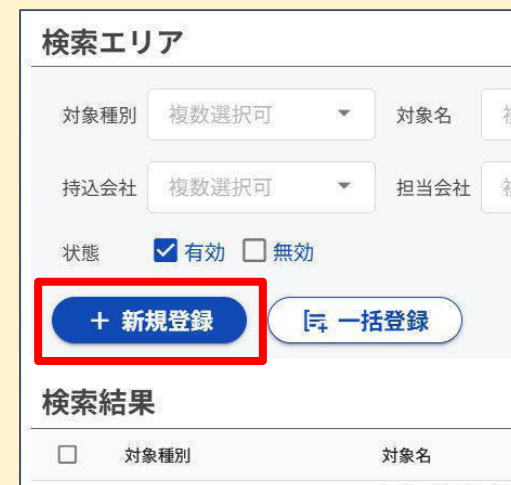 検索エリア
対象種別 複数選択可 対象名
持込会社 複数選択可 担当会社
状態 有効 無効
+ 新規登録 一括登録
検索結果
対象種別 対象名